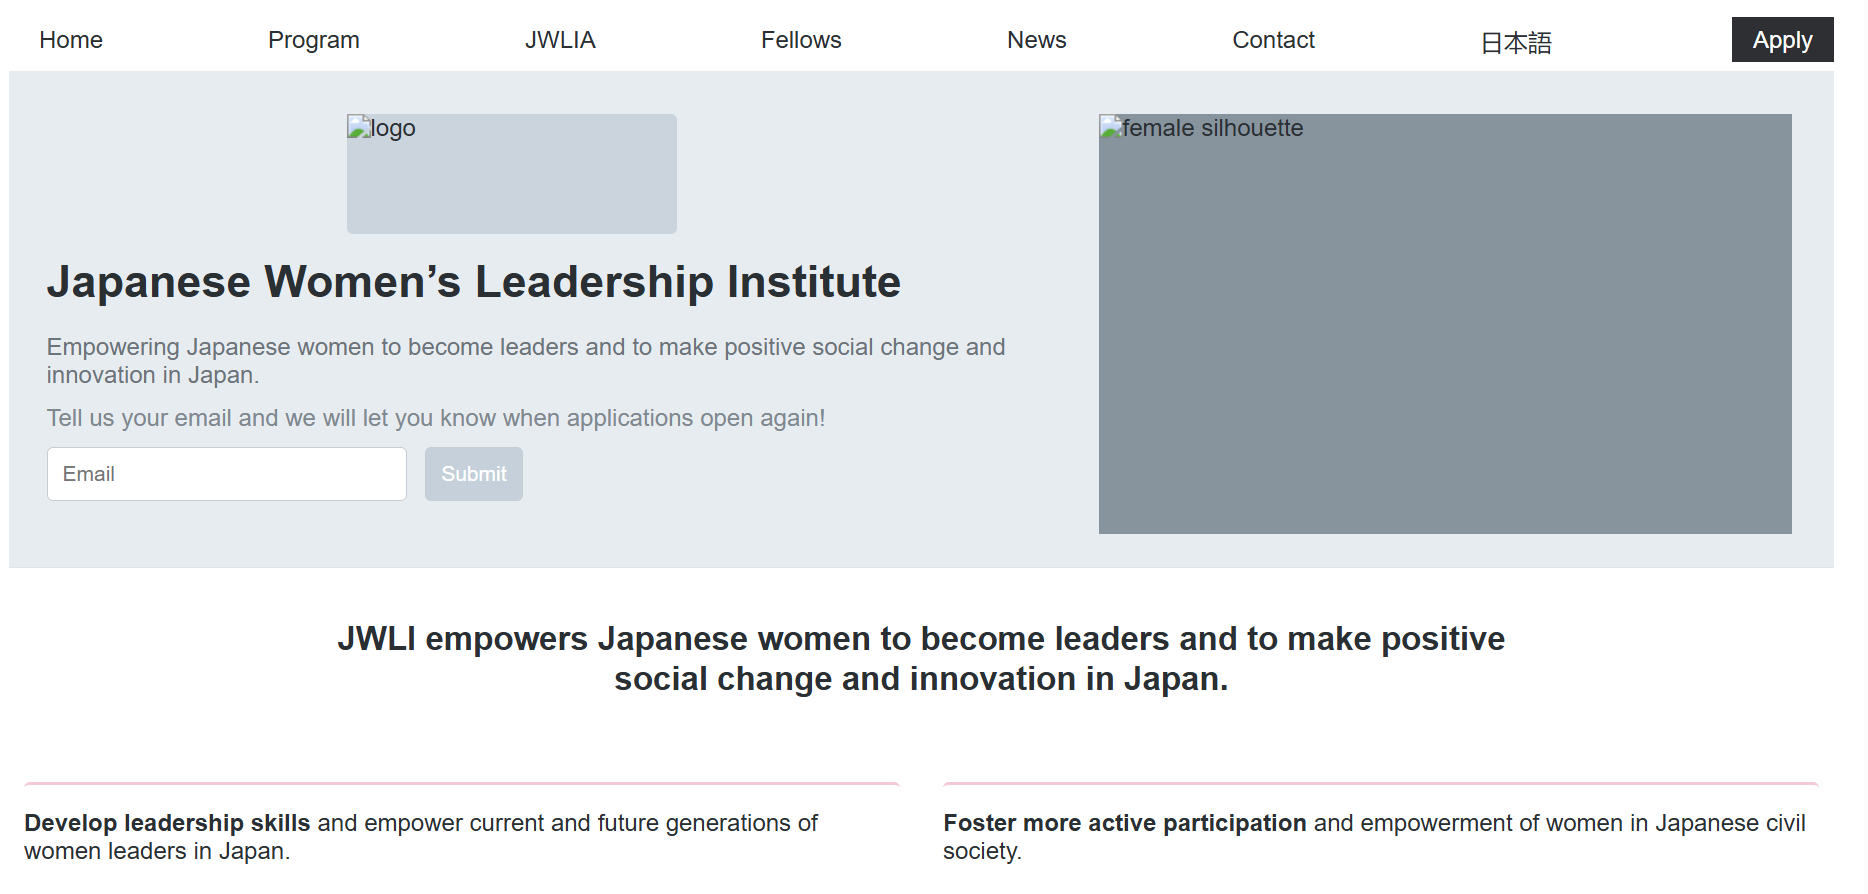 Home Program JWLIA Fellows News Contact 日本語 Apply
logo
female silhouette
Japanese Women’s Leadership Institute
Empowering Japanese women to become leaders and to make positive social change and
innovation in Japan.
Tell us your email and we will let you know when applications open again!
Email Submit
JWLI empowers Japanese women to become leaders and to make positive
social change and innovation in Japan.
Develop leadership skills and empower current and future generations of
women leaders in Japan.
Foster more active participation and empowerment of women in Japanese civil
society.